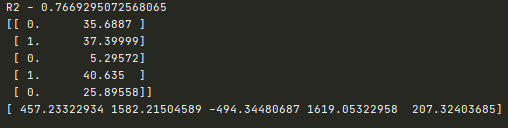 R2 - 0.7669295072568065
[[ 0.       35.6887 ]
 [ 1.       37.39999]
 [ 0.        5.29572]
 [ 1.       40.635  ]
 [ 0.       25.89558]]
[ 457.23322934 1582.21504589 -494.34480687 1619.05322958  207.32403685]